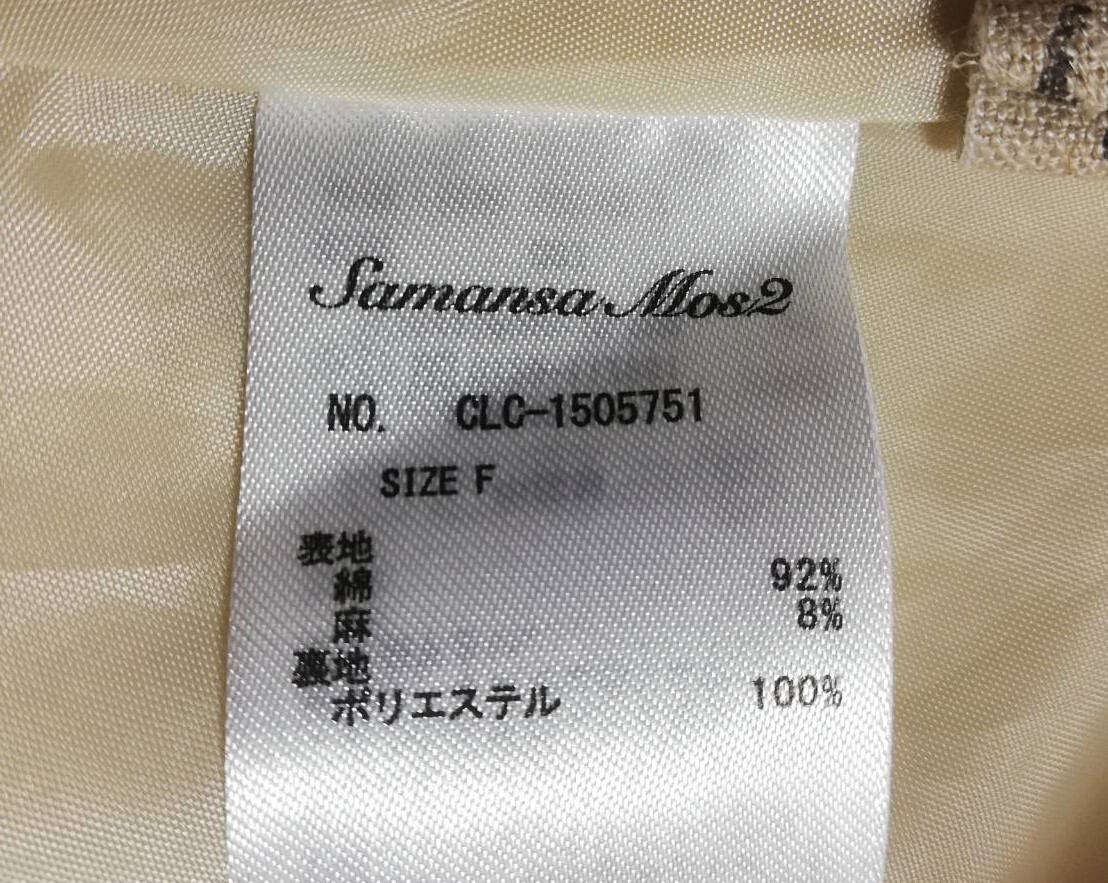 Samansa Mos2
NO. CLC-1505751
SIZE F
表地
綿 92%
麻 8%
裏地
ポリエステル 100%